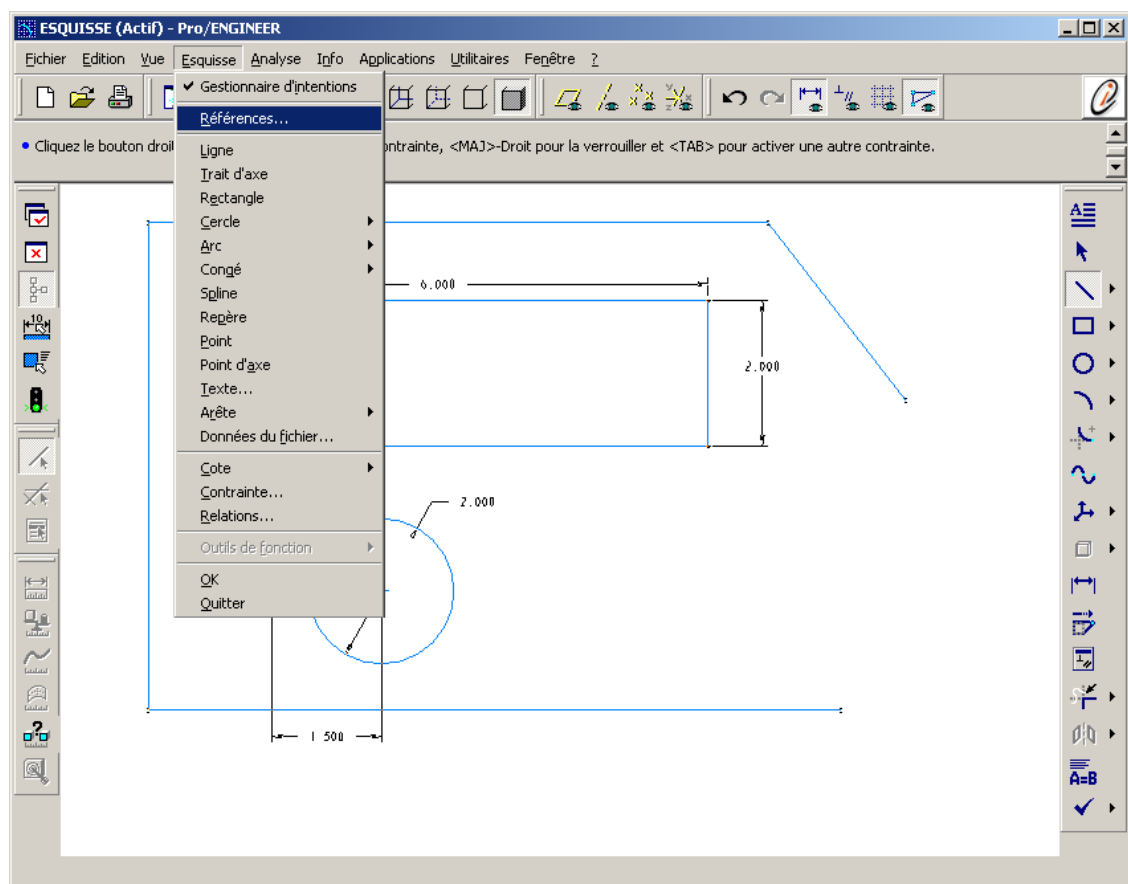 ESQUISSE (Actif) - Pro/ENGINEER
Fichier Edition Vue Esquisse Analyse Info Applications Utilitaires Fenêtre ?
Gestionnaire d'intentions
Références...
• Cliquez le bouton droit ntrainte, <MAJ>-Droit pour la verrouiller et <TAB> pour activer une autre contrainte.
Ligne
Trait d'axe
Rectangle
Cercle
Arc
Congé
Spline
Repère
Point
Point d'axe
Texte...
Arête
Données du fichier...
Cote
Contrainte...
Relations...
Outils de fonction
OK
Quitter
6.000
2.000
2.000
1.500
10
A=B